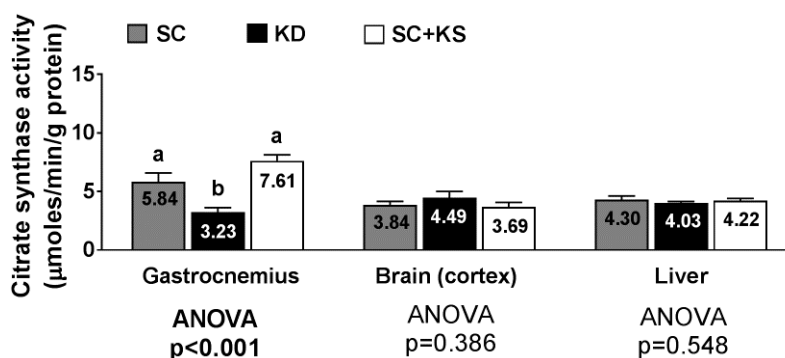 SC KD SC+KS
Citrate synthase activity
(µmoles/min/g protein)
15
10
5
0
a
b
a
5.84
3.23
7.61
3.84
4.49
3.69
4.30
4.03
4.22
Gastrocnemius Brain (cortex) Liver
ANOVA ANOVA ANOVA
p<0.001 p=0.386 p=0.548